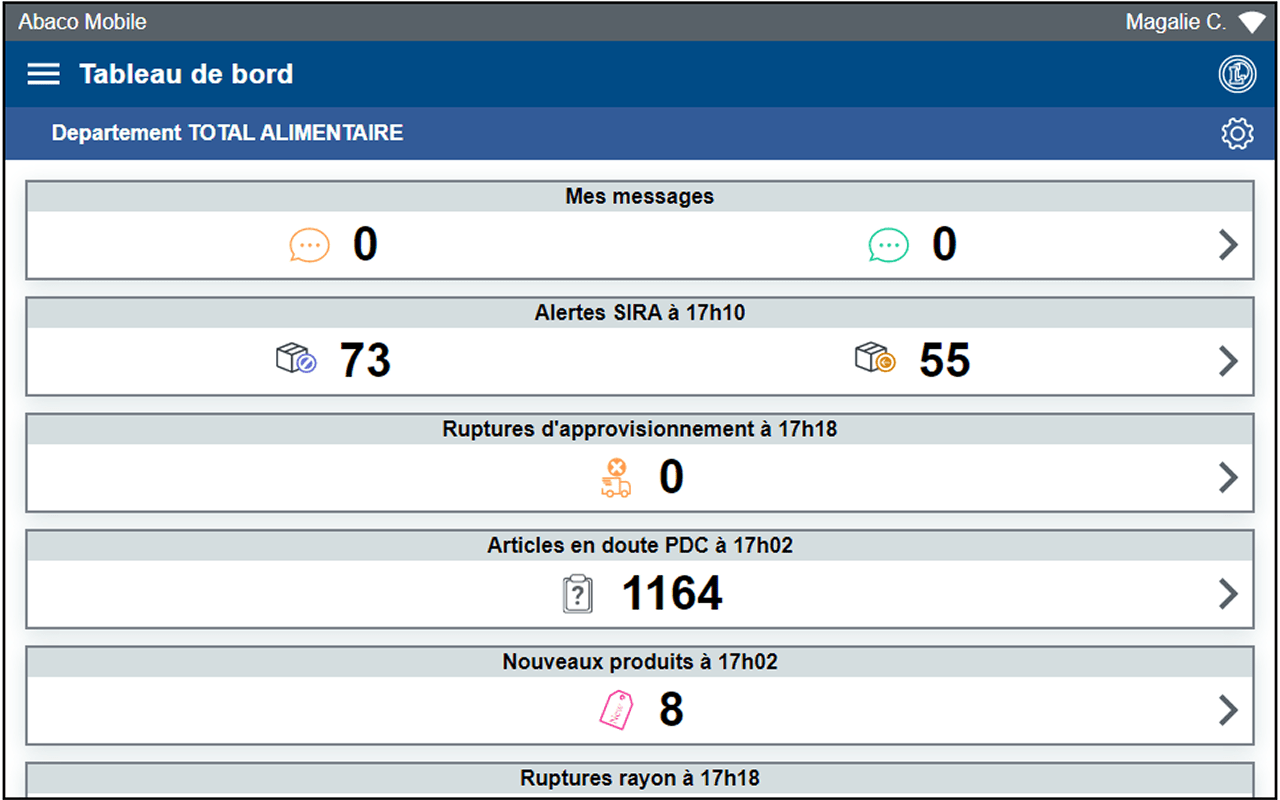 Abaco Mobile
Magalie C.
Tableau de bord
Departement TOTAL ALIMENTAIRE
Mes messages
0
0
Alertes SIRA à 17h10
73
55
Ruptures d'approvisionnement à 17h18
0
Articles en doute PDC à 17h02
?
1164
Nouveaux produits à 17h02
New
8
Ruptures rayon à 17h18